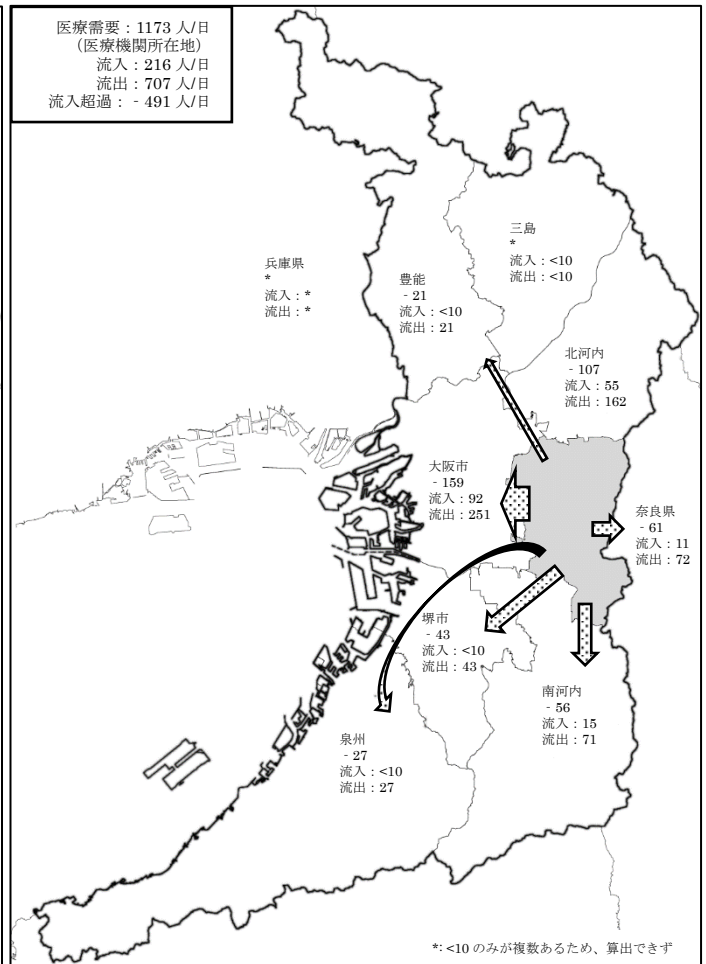 医療需要：1173 人/日
（医療機関所在地）
流入：216 人/日
流出：707 人/日
流入超過：- 491 人/日
三島
*
流入：<10
流出：<10
兵庫県
*
流入：*
流出：*
豊能
- 21
流入：<10
流出：21
北河内
- 107
流入：55
流出：162
大阪市
- 159
流入：92
流出：251
奈良県
- 61
流入：11
流出：72
堺市
- 43
流入：<10
流出：43
南河内
- 56
流入：15
流出：71
泉州
- 27
流入：<10
流出：27
*: <10 のみが複数あるため、算出できず